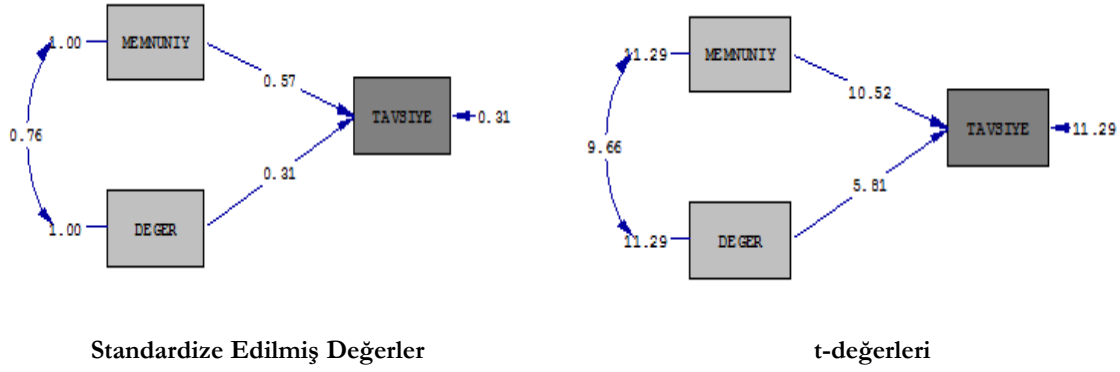 1.00
MEMNUNIY
0.57
0.76
TAVSIYE
0.31
0.31
1.00
DEGER
Standardize Edilmiş Değerler
11.29
MEMNUNIY
10.52
9.66
TAVSIYE
11.29
5.81
11.29
DEGER
t-değerleri